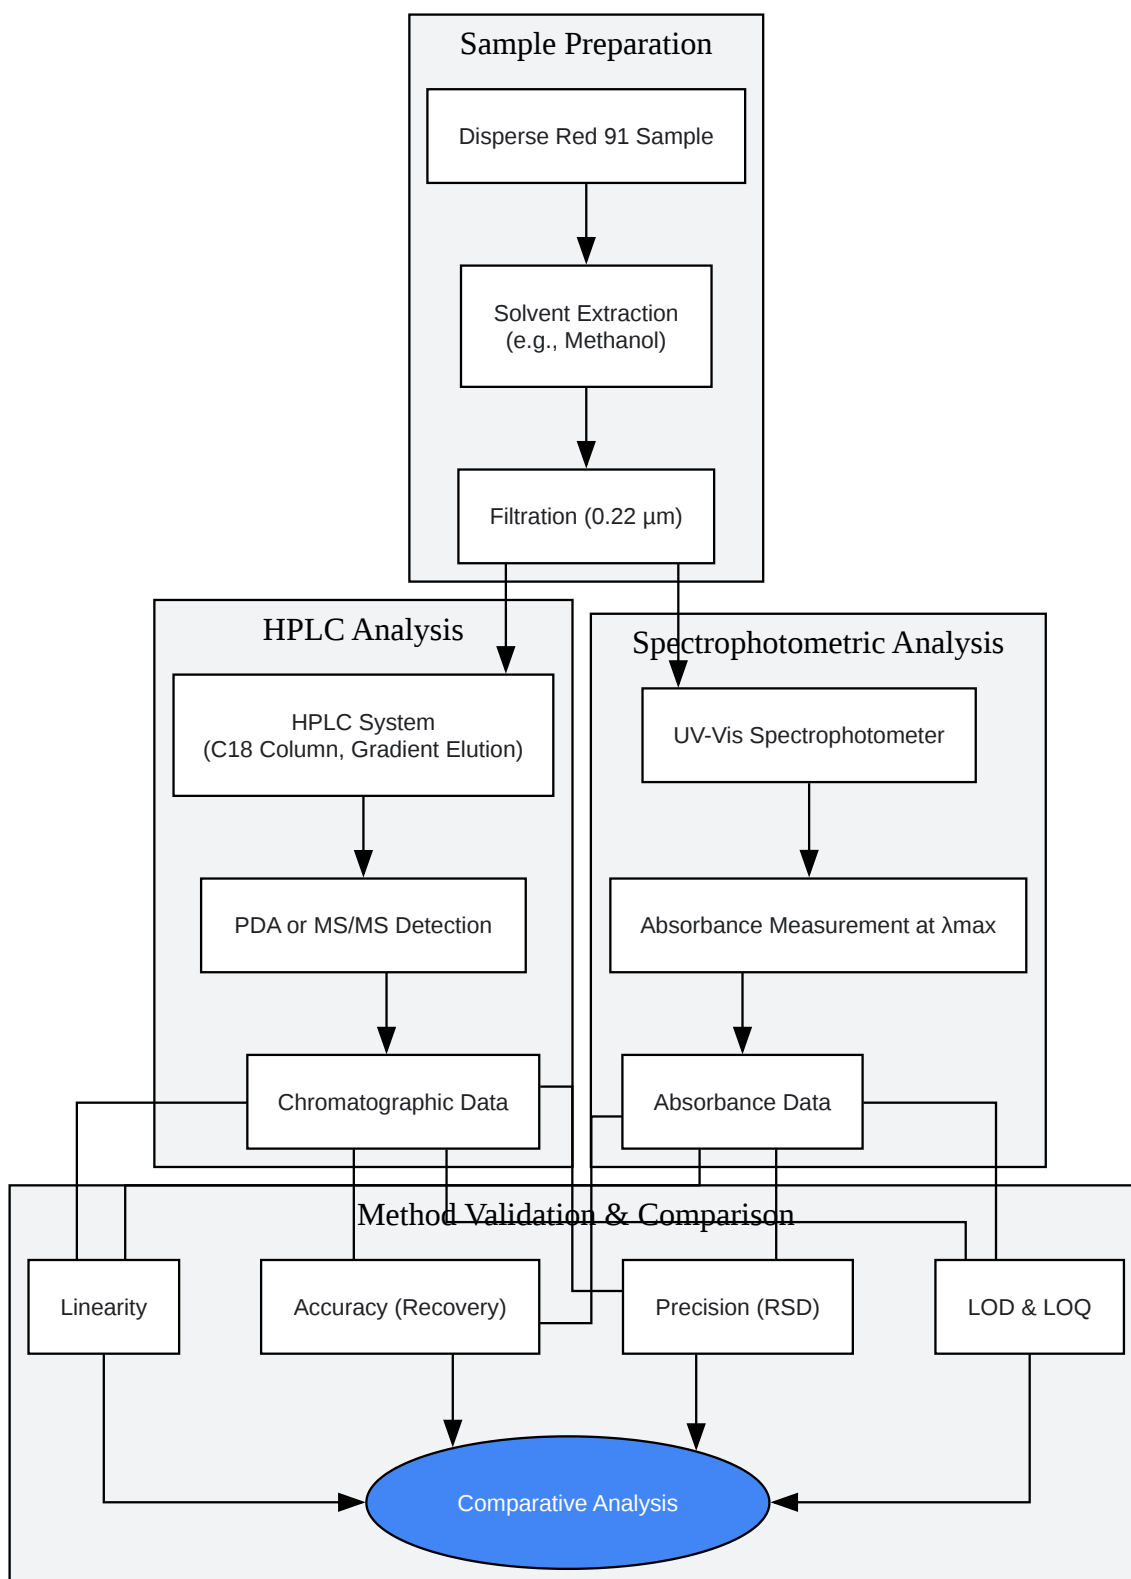 Sample Preparation
Disperse Red 91 Sample
Solvent Extraction
(e.g., Methanol)
Filtration (0.22 µm)
HPLC Analysis
HPLC System
(C18 Column, Gradient Elution)
PDA or MS/MS Detection
Chromatographic Data
Spectrophotometric Analysis
UV-Vis Spectrophotometer
Absorbance Measurement at λmax
Absorbance Data
Method Validation & Comparison
Linearity
Accuracy (Recovery)
Precision (RSD)
LOD & LOQ
Comparative Analysis